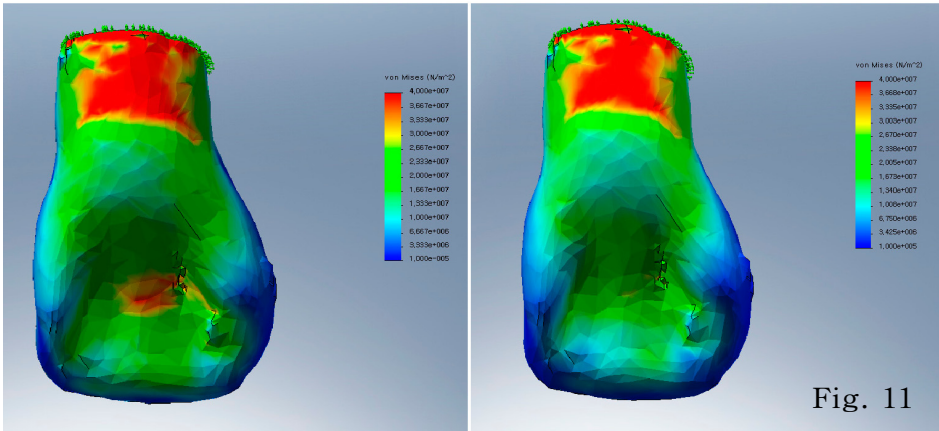 von Mises (N/m^2)
4,000e+007
3,667e+007
3,333e+007
3,000e+007
2,667e+007
2,333e+007
2,000e+007
1,667e+007
1,333e+007
1,000e+007
6,667e+006
3,333e+006
1,000e-005
von Mises (N/m^2)
4,000e+007
3,668e+007
3,335e+007
3,003e+007
2,670e+007
2,338e+007
2,005e+007
1,673e+007
1,340e+007
1,008e+007
6,750e+006
3,425e+006
1,000e+005
Fig. 11